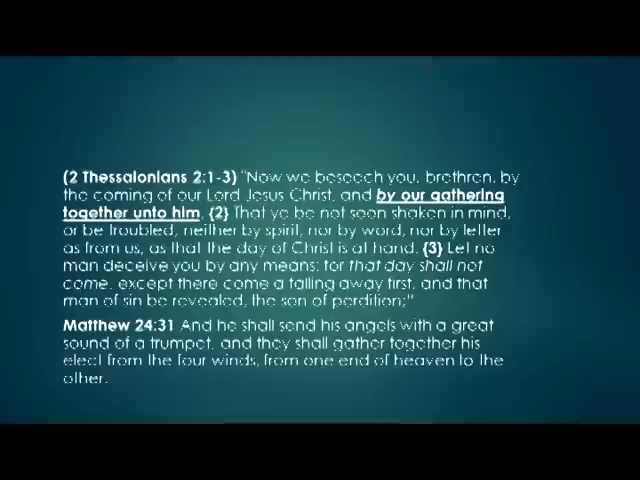 (2 Thessalonians 2:1-3) "Now we beseech you, brethren, by
the coming of our Lord Jesus Christ, and by our gathering
together unto him, {2} That ye be not soon shaken in mind,
or be troubled, neither by spirit, nor by word, nor by letter
as from us, as that the day of Christ is at hand. {3} Let no
man deceive you by any means: for that day shall not
come, except there come a falling away first, and that
man of sin be revealed, the son of perdition;"
Matthew 24:31 And he shall send his angels with a great
sound of a trumpet, and they shall gather together his
elect from the four winds, from one end of heaven to the
other.